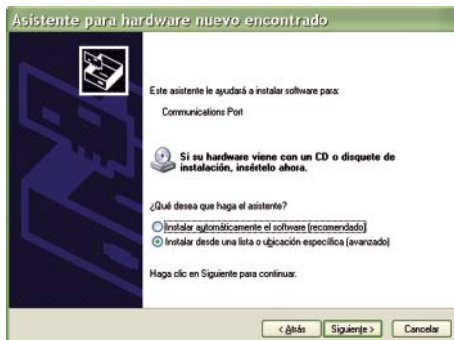 Asistente para hardware nuevo encontrado
Este asistente le ayudará a instalar software para:
Communications Port
Si su hardware viene con un CD o disquete de
instalación, insértelo ahora.
¿Qué desea que haga el asistente?
Instalar automáticamente el software (recomendado)
Instalar desde una lista o ubicación específica (avanzado)
Haga clic en Siguiente para continuar.
< Atrás Siguiente > Cancelar